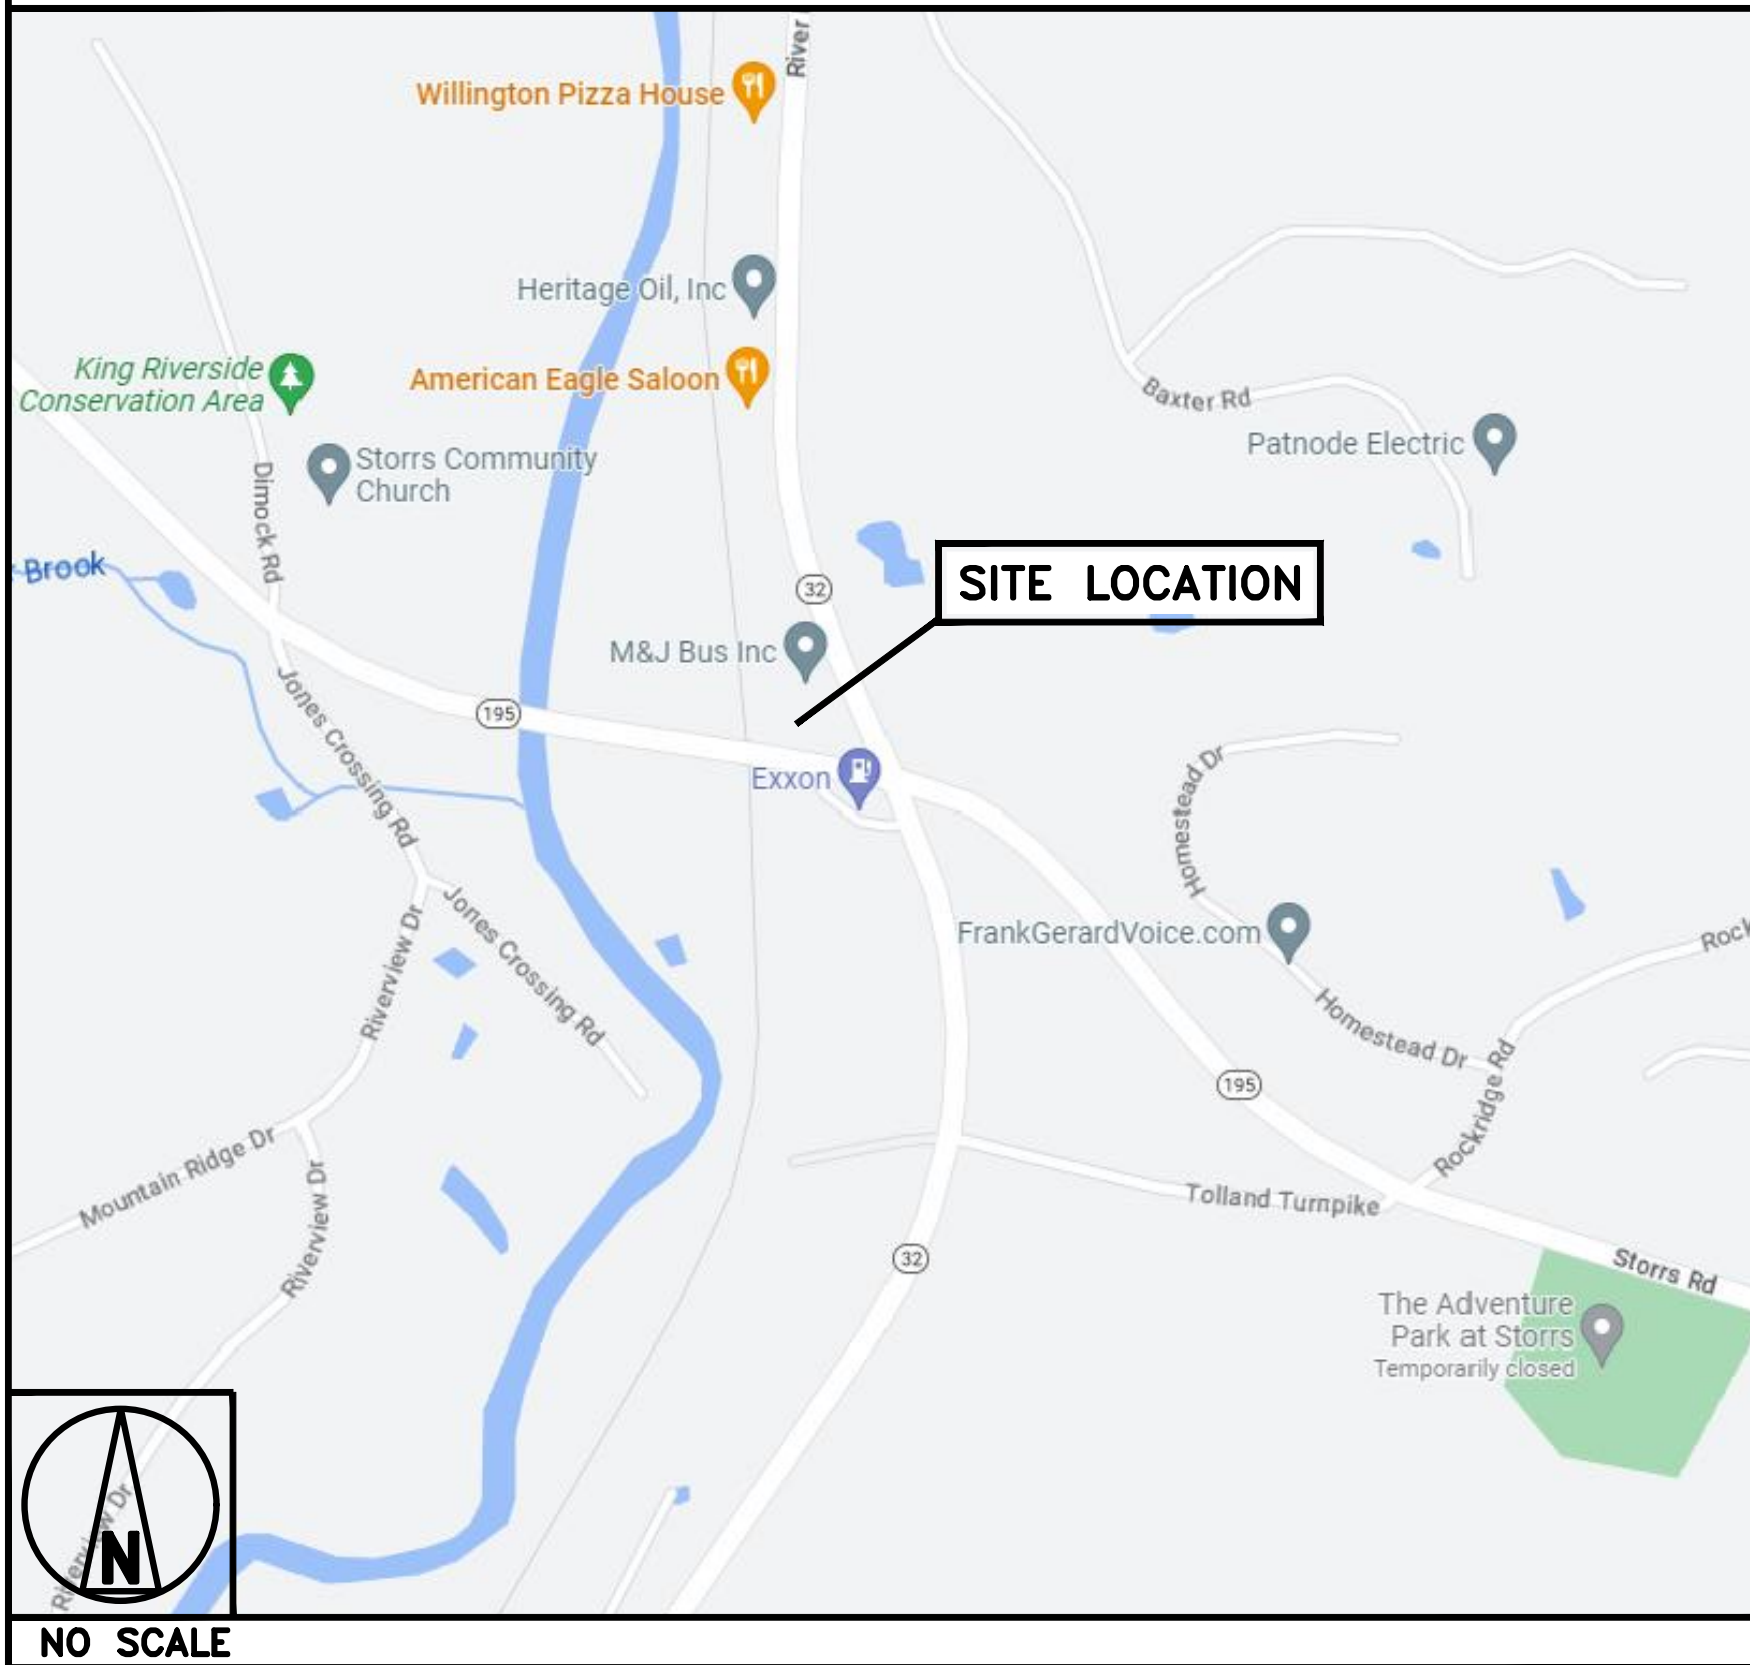 River
Willington Pizza House
Heritage Oil, Inc
King Riverside
Conservation Area
American Eagle Saloon
Baxter Rd
Patnode Electric
Storrs Community
Church
Dimock Rd
Brook
32
SITE LOCATION
M&J Bus Inc
Jones Crossing Rd
195
Exxon
Homestead Dr
Jones Crossing Rd
Riverview Dr
FrankGerardVoice.com
Rock
Homestead Dr
195
Rockridge Rd
Mountain Ridge Dr
Riverview Dr
Tolland Turnpike
32
Storrs Rd
The Adventure
Park at Storrs
Temporarily closed
Riverview Dr
N
NO SCALE